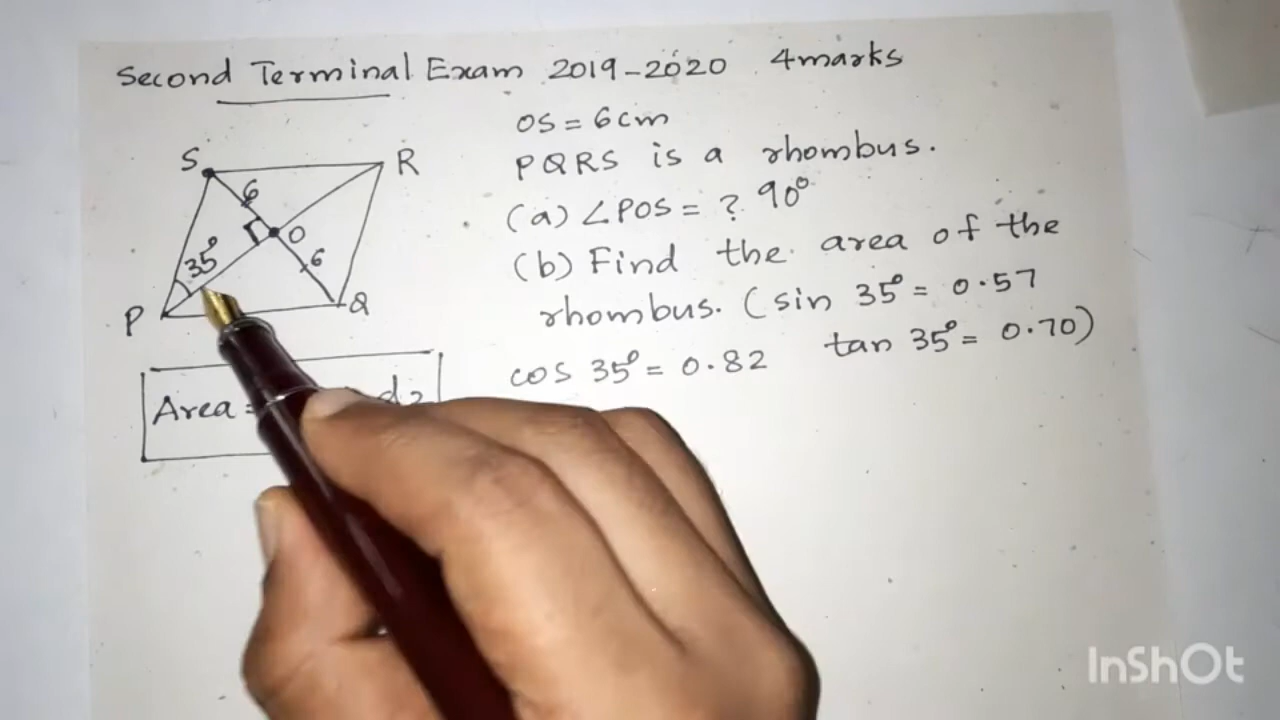 Second Terminal Exam 2019-2020 4marks
OS = 6cm
PQRS is a rhombus.
(a) ∠POS = ? 90°
(b) Find the area of the
rhombus. (sin 35° = 0.57
cos 35° = 0.82 tan 35° = 0.70)
S R
6
O
35° 6
P Q
Area = d2
InShOt